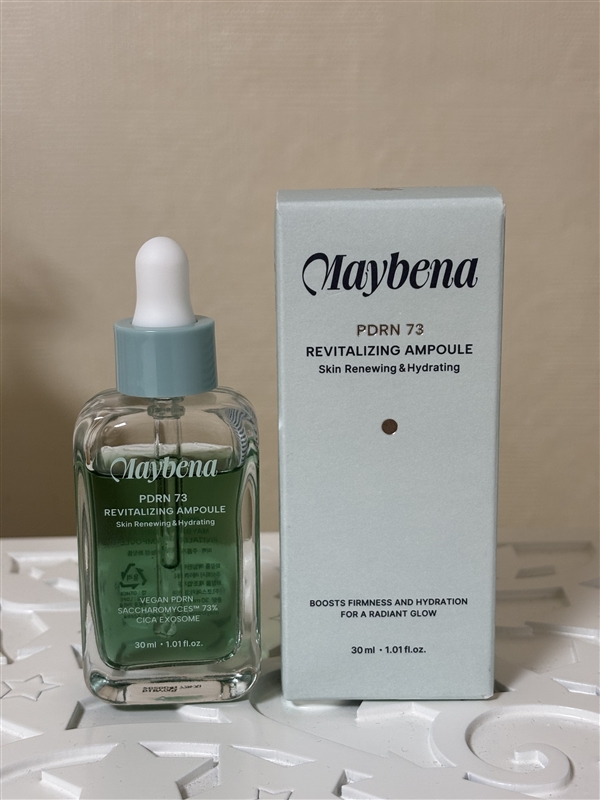 Maybena
PDRN 73
REVITALIZING AMPOULE
Skin Renewing & Hydrating
VEGAN PDRN
SACCHAROMYCES™ 73%
CICA EXOSOME
30 ml • 1.01 fl.oz.
Maybena
PDRN 73
REVITALIZING AMPOULE
Skin Renewing & Hydrating
BOOSTS FIRMNESS AND HYDRATION
FOR A RADIANT GLOW
30 ml • 1.01 fl.oz.